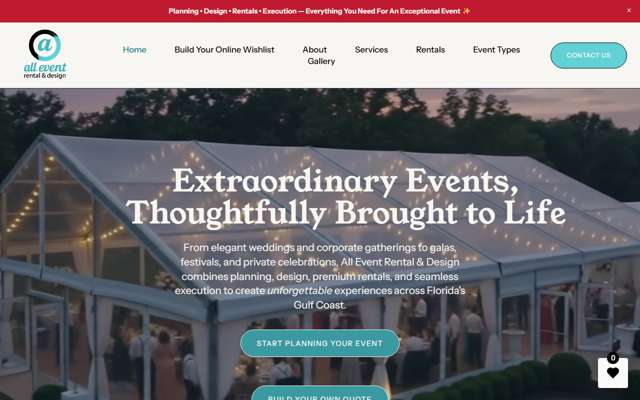 Planning • Design • Rentals • Execution — Everything You Need For An Exceptional Event ✨
×
a
all event
rental & design
Home
Build Your Online Wishlist
About
Services
Rentals
Event Types
Gallery
CONTACT US
Extraordinary Events,
Thoughtfully Brought to Life
From elegant weddings and corporate gatherings to galas,
festivals, and private celebrations, All Event Rental & Design
combines planning, design, premium rentals, and seamless
execution to create unforgettable experiences across Florida's
Gulf Coast.
START PLANNING YOUR EVENT
BUILD YOUR OWN QUOTE
0